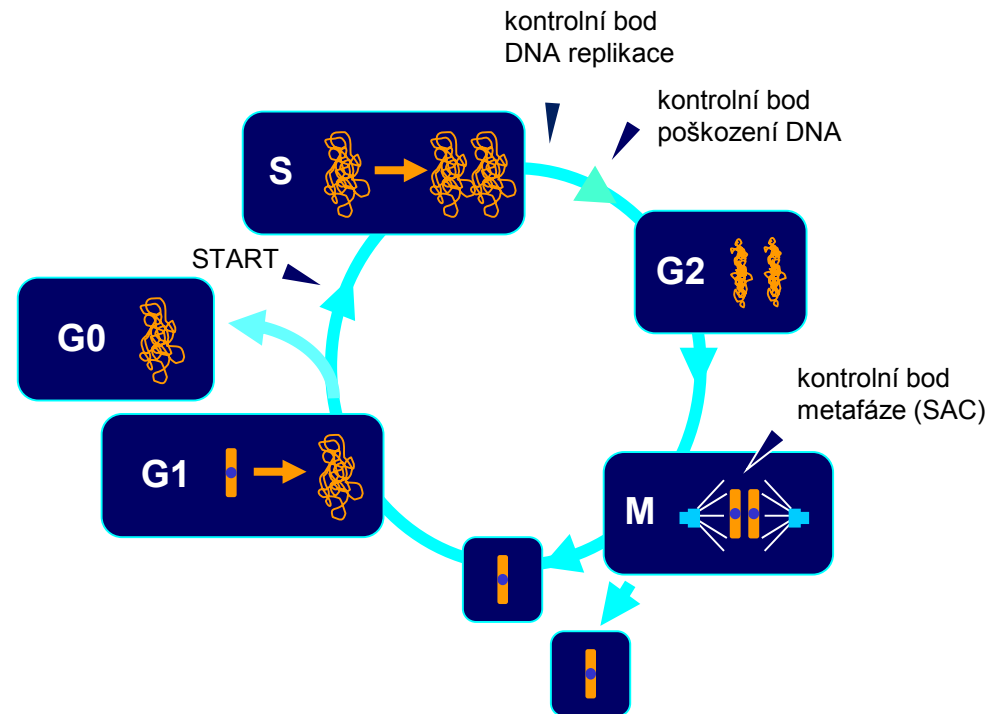 kontrolní bod
DNA replikace
kontrolní bod
poškození DNA
S
START
G2
G0
kontrolní bod
metafáze (SAC)
G1
M